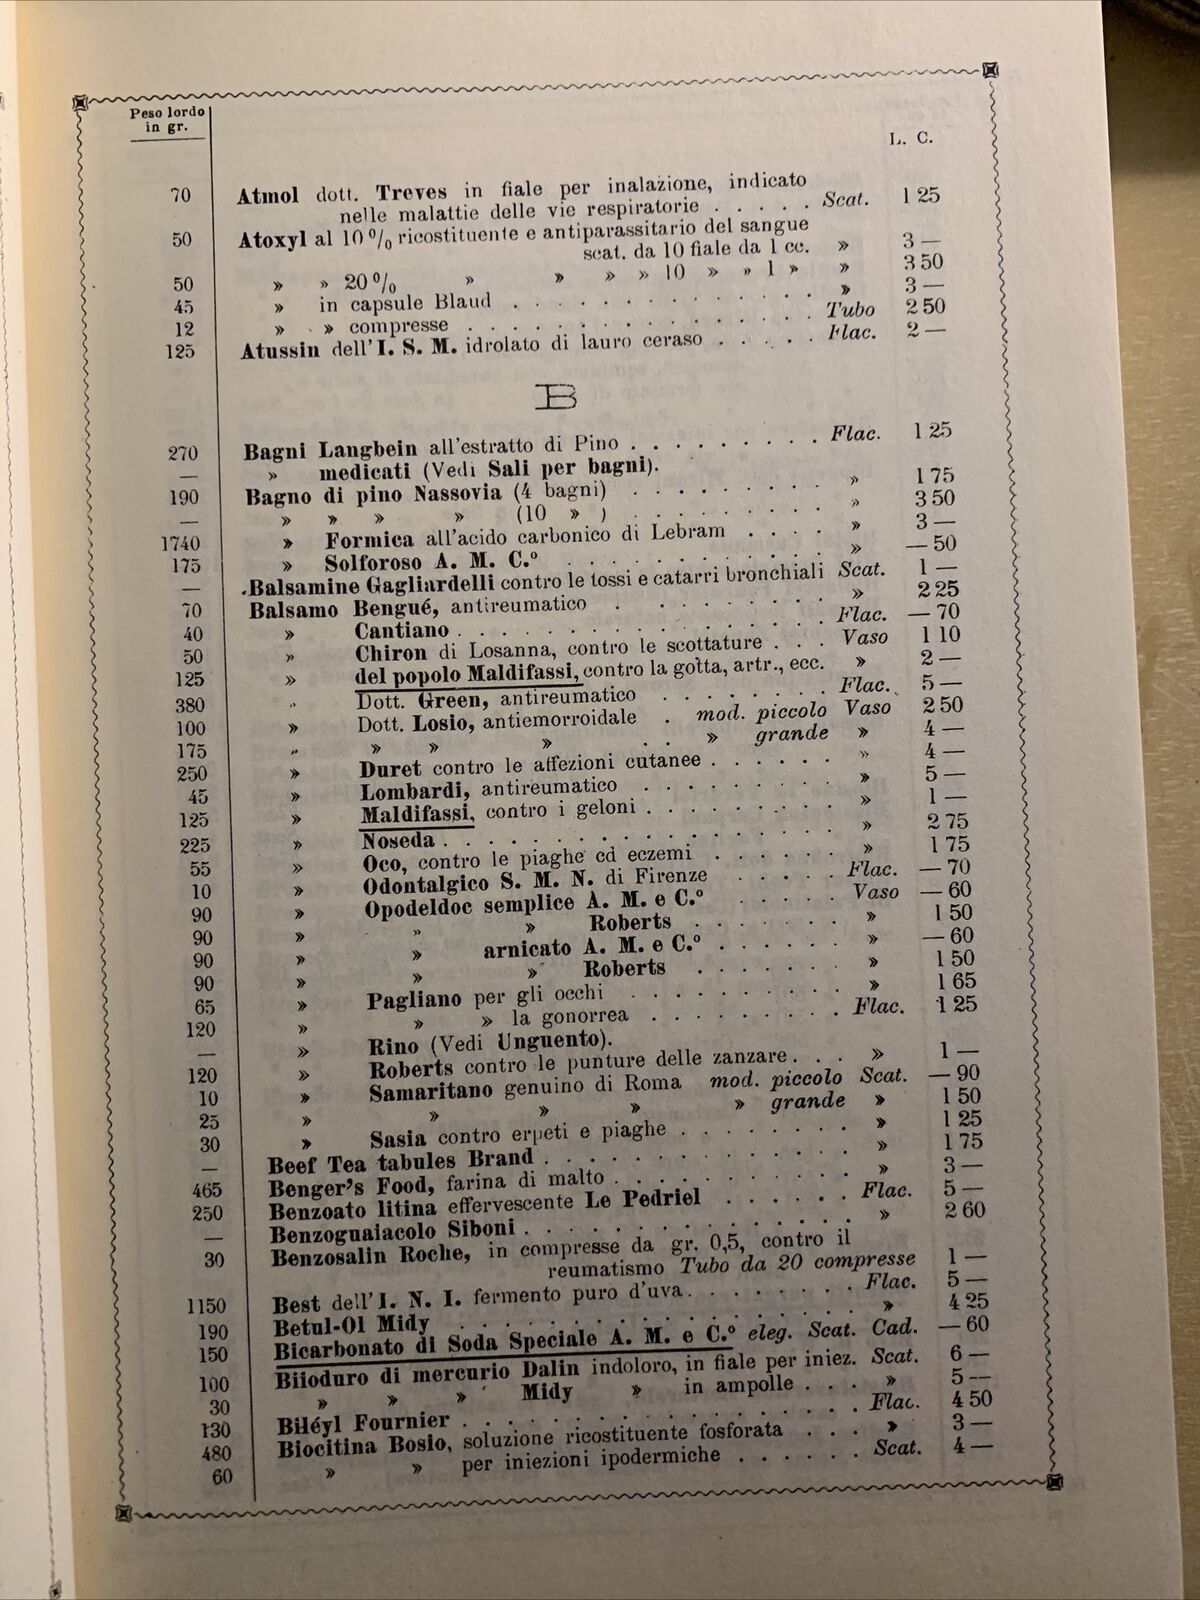 Peso lordo
in gr.
L. C.
70 Atmol dott. Treves in fiale per inalazione, indicato
nelle malattie delle vie respiratorie . . . . . Scat. 1 25
50 Atoxyl al 10 % ricostituente e antiparassitario del sangue
scat. da 10 fiale da 1 cc. » 3 —
50 » » 20 % » » » » 10 » » 1 » » 3 50
45 » in capsule Blaud . . . . . . . . . . » 3 —
12 » » compresse . . . . . . . . . . Tubo 2 50
125 Atussin dell'I. S. M. idrolato di lauro ceraso . . . . . Flac. 2 —
B
270 Bagni Langbein all'estratto di Pino . . . . . . . . . Flac. 1 25
— » medicati (Vedi Sali per bagni).
190 Bagno di pino Nassovia (4 bagni) . . . . . . . . » 1 75
— » » » » (10 » ) . . . . . . . . » 3 50
1740 » Formica all'acido carbonico di Lebram . . . . » 3 —
175 » Solforoso A. M. C.º . . . . . . . . . » — 50
— Balsamine Gagliardelli contro le tossi e catarri bronchiali Scat. 1 —
70 Balsamo Bengué, antireumatico . . . . . . . . » 2 25
40 » Cantiano . . . . . . . . . . . . Flac. — 70
50 » Chiron di Losanna, contro le scottature . . . Vaso 1 10
125 » del popolo Maldifassi, contro la gotta, artr., ecc. » 2 —
380 » Dott. Green, antireumatico . . . . . . . Flac. 5 —
100 » Dott. Losio, antiemorroidale . mod. piccolo Vaso 2 50
175 » » » » . . » grande » 4 —
250 » Duret contro le affezioni cutanee . . . . . . » 4 —
45 » Lombardi, antireumatico . . . . . . . . » 5 —
125 » Maldifassi, contro i geloni . . . . . . . . » 1 —
225 » Noseda . . . . . . . . . . . . » 2 75
55 » Oco, contro le piaghe ed eczemi . . . . . . » 1 75
10 » Odontalgico S. M. N. di Firenze . . . . . Flac. — 70
90 » Opodeldoc semplice A. M. e C.º . . . . . Vaso — 60
90 » » » Roberts . . . . . . » 1 50
90 » » arnicato A. M. e C.º . . . . . . » — 60
90 » » » Roberts . . . . . . » 1 50
65 » Pagliano per gli occhi . . . . . . . . . » 1 65
120 » » » la gonorrea . . . . . . . . Flac. 1 25
— » Rino (Vedi Unguento).
120 » Roberts contro le punture delle zanzare . . . » 1 —
10 » Samaritano genuino di Roma mod. piccolo Scat. — 90
25 » » » » » grande » 1 50
30 » Sasia contro erpeti e piaghe . . . . . . . . » 1 25
— Beef Tea tabules Brand . . . . . . . . . . . . » 1 75
465 Benger's Food, farina di malto . . . . . . . . . . » 3 —
250 Benzoato litina effervescente Le Pedriel . . . . . . Flac. 5 —
— Benzoguaiacolo Siboni . . . . . . . . . . . . » 2 60
30 Benzosalin Roche, in compresse da gr. 0,5, contro il
reumatismo Tubo da 20 compresse 1 —
1150 Best dell'I. N. I. fermento puro d'uva . . . . . . . . Flac. 5 —
190 Betul-Ol Midy . . . . . . . . . . . . . . » 4 25
150 Bicarbonato di Soda Speciale A. M. e C.º eleg. Scat. Cad. — 60
100 Biioduro di mercurio Dalin indoloro, in fiale per iniez. Scat. 6 —
30 » » » Midy » in ampolle . . . » 5 —
130 Biléyl Fournier . . . . . . . . . . . . . . Flac. 4 50
480 Biocitina Bosio, soluzione ricostituente fosforata . . . » 3 —
60 » » per iniezioni ipodermiche . . . . . . Scat. 4 —